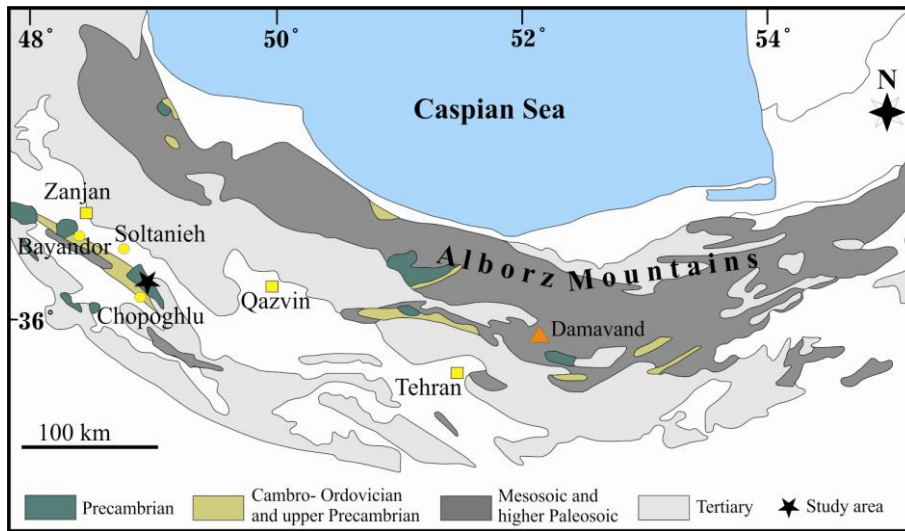 48° 50° 52° 54°
N
Caspian Sea
Zanjan
Soltanieh
Bayandor
Alborz Mountains
Qazvin
Chopoghlu
36°
Damavand
Tehran
100 km
Precambrian
Cambro- Ordovician
and upper Precambrian
Mesosoic and
higher Paleosoic
Tertiary
Study area